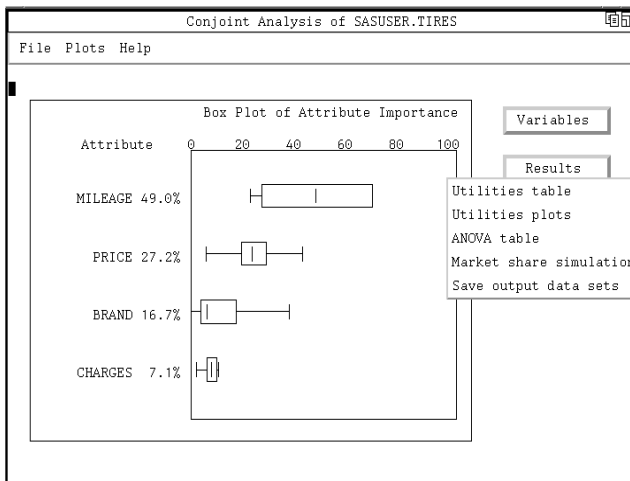 Conjoint Analysis of SASUSER.TIRES
File Plots Help
Box Plot of Attribute Importance
Attribute 0 20 40 60 80 100
MILEAGE 49.0%
PRICE 27.2%
BRAND 16.7%
CHARGES 7.1%
Variables
Results
Utilities table
Utilities plots
ANOVA table
Market share simulation
Save output data sets